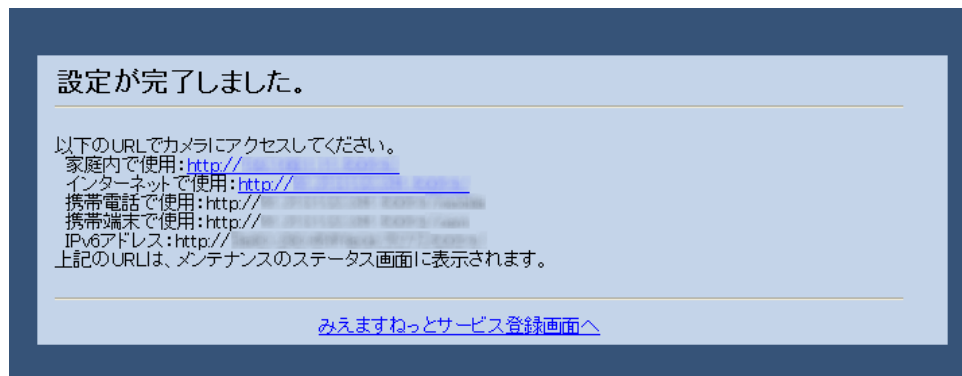 設定が完了しました。
以下のURLでカメラにアクセスしてください。
家庭内で使用:http://
インターネットで使用:http://
携帯電話で使用:http://
携帯端末で使用:http://
IPv6アドレス:http://
上記のURLは、メンテナンスのステータス画面に表示されます。
みえますねっとサービス登録画面へ